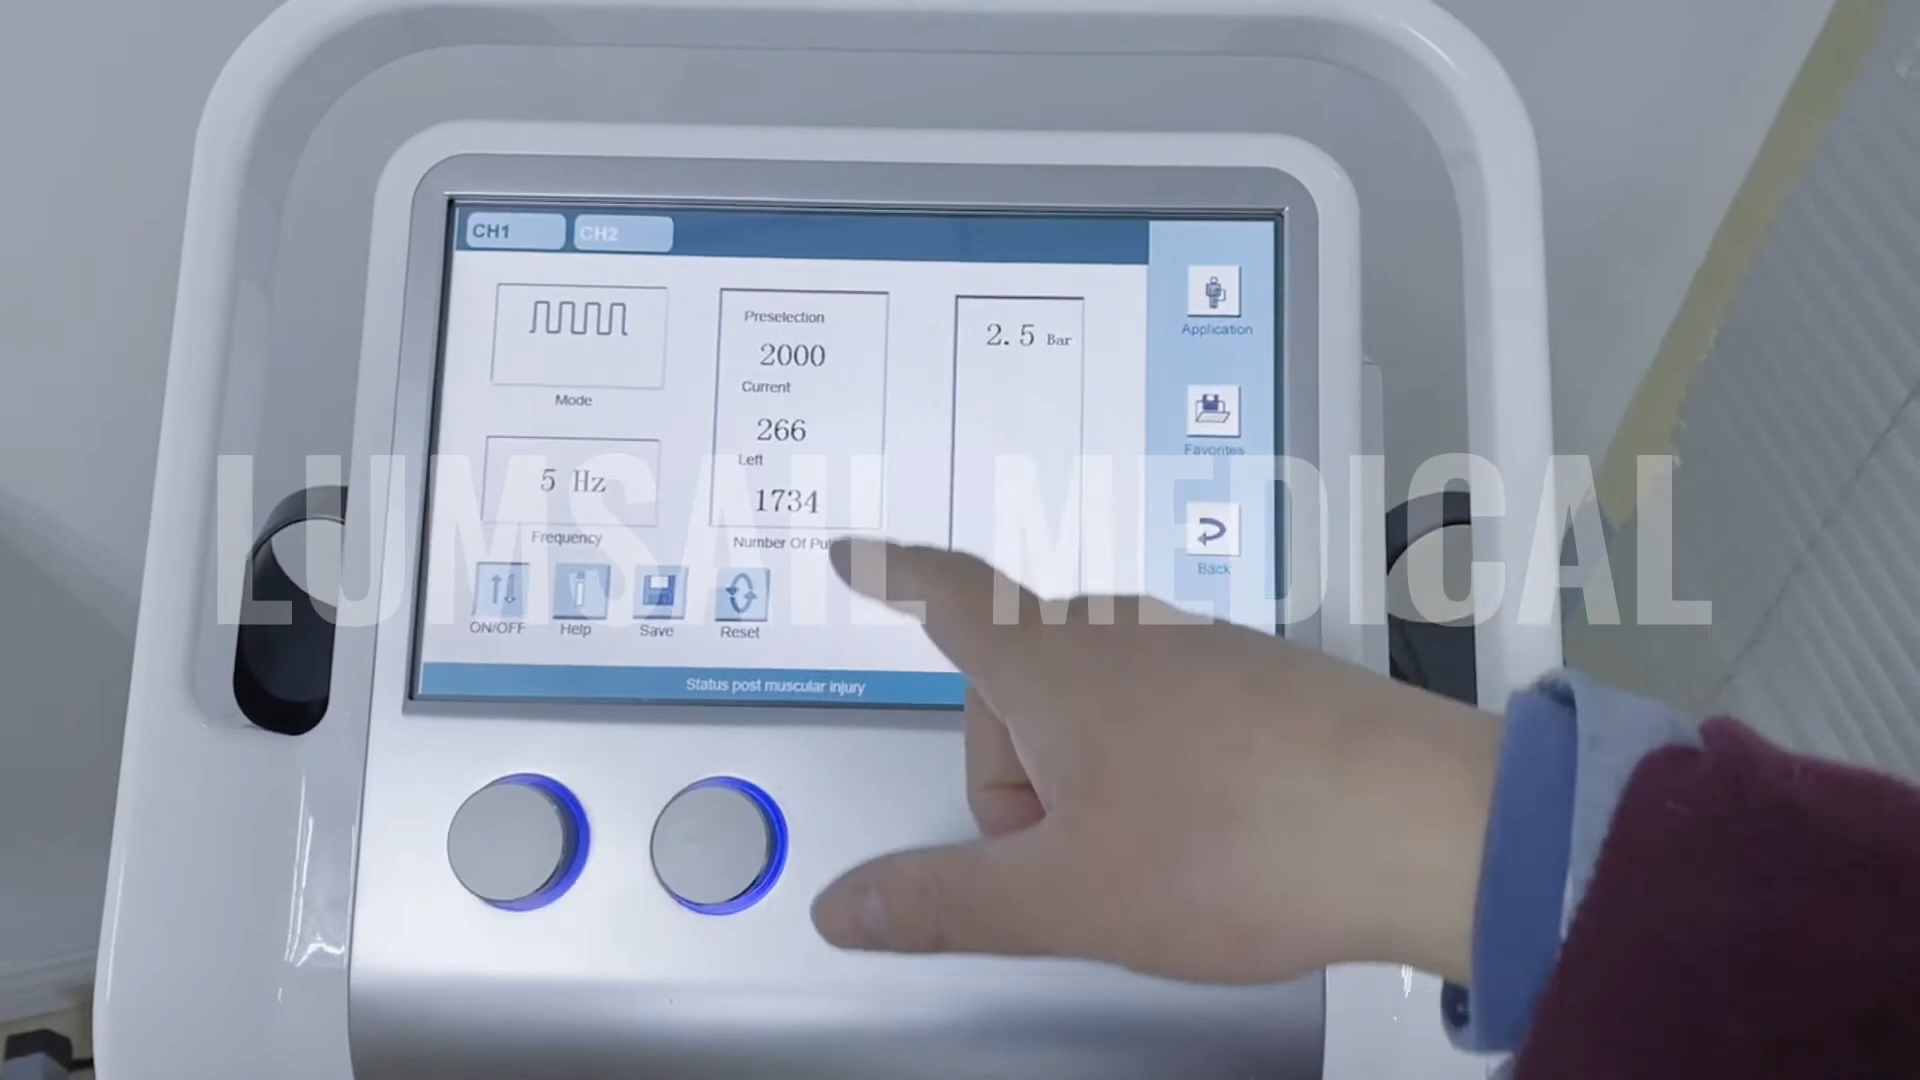 CH1
CH2
Preselection
2000
Current
266
Left
1734
Number Of
Mode
5 Hz
Frequency
2.5 Bar
ON/OFF
Help
Save
Reset
Application
Favorites
Back
Status post muscular injury
LUMSAIL MEDICAL